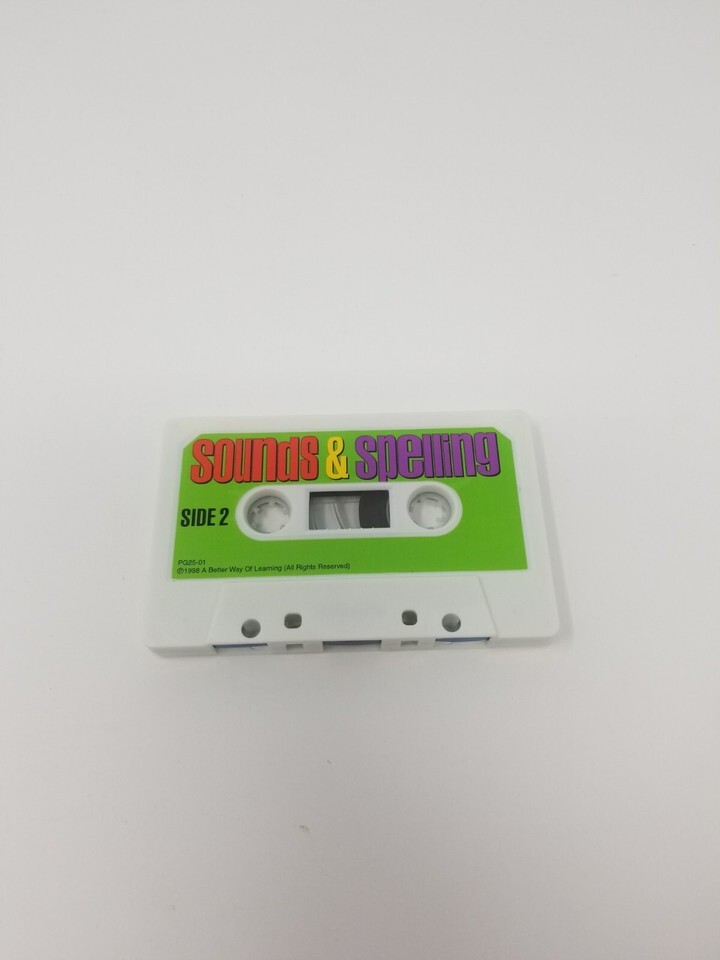 sounds & spelling
SIDE 2
PG25-01
℗1998 A Better Way Of Learning (All Rights Reserved)